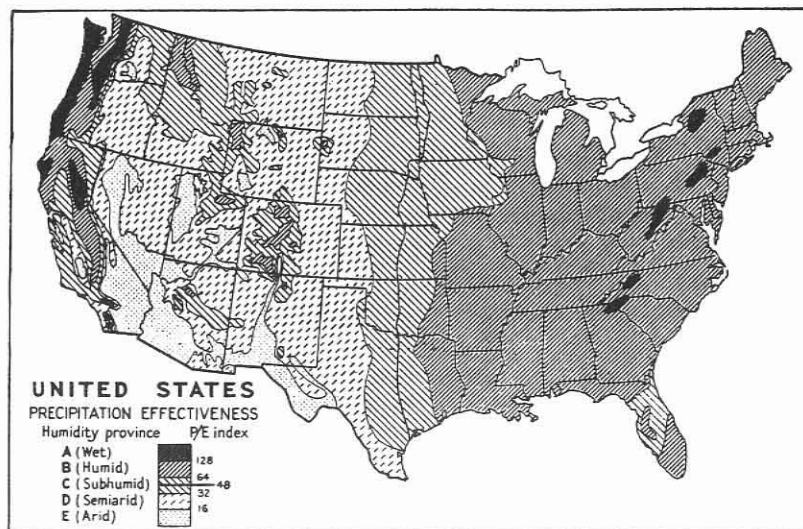 UNITED STATES
PRECIPITATION EFFECTIVENESS
Humidity province P/E index
A (Wet)
128
B (Humid)
64
C (Subhumid) 48
32
D (Semiarid)
16
E (Arid)